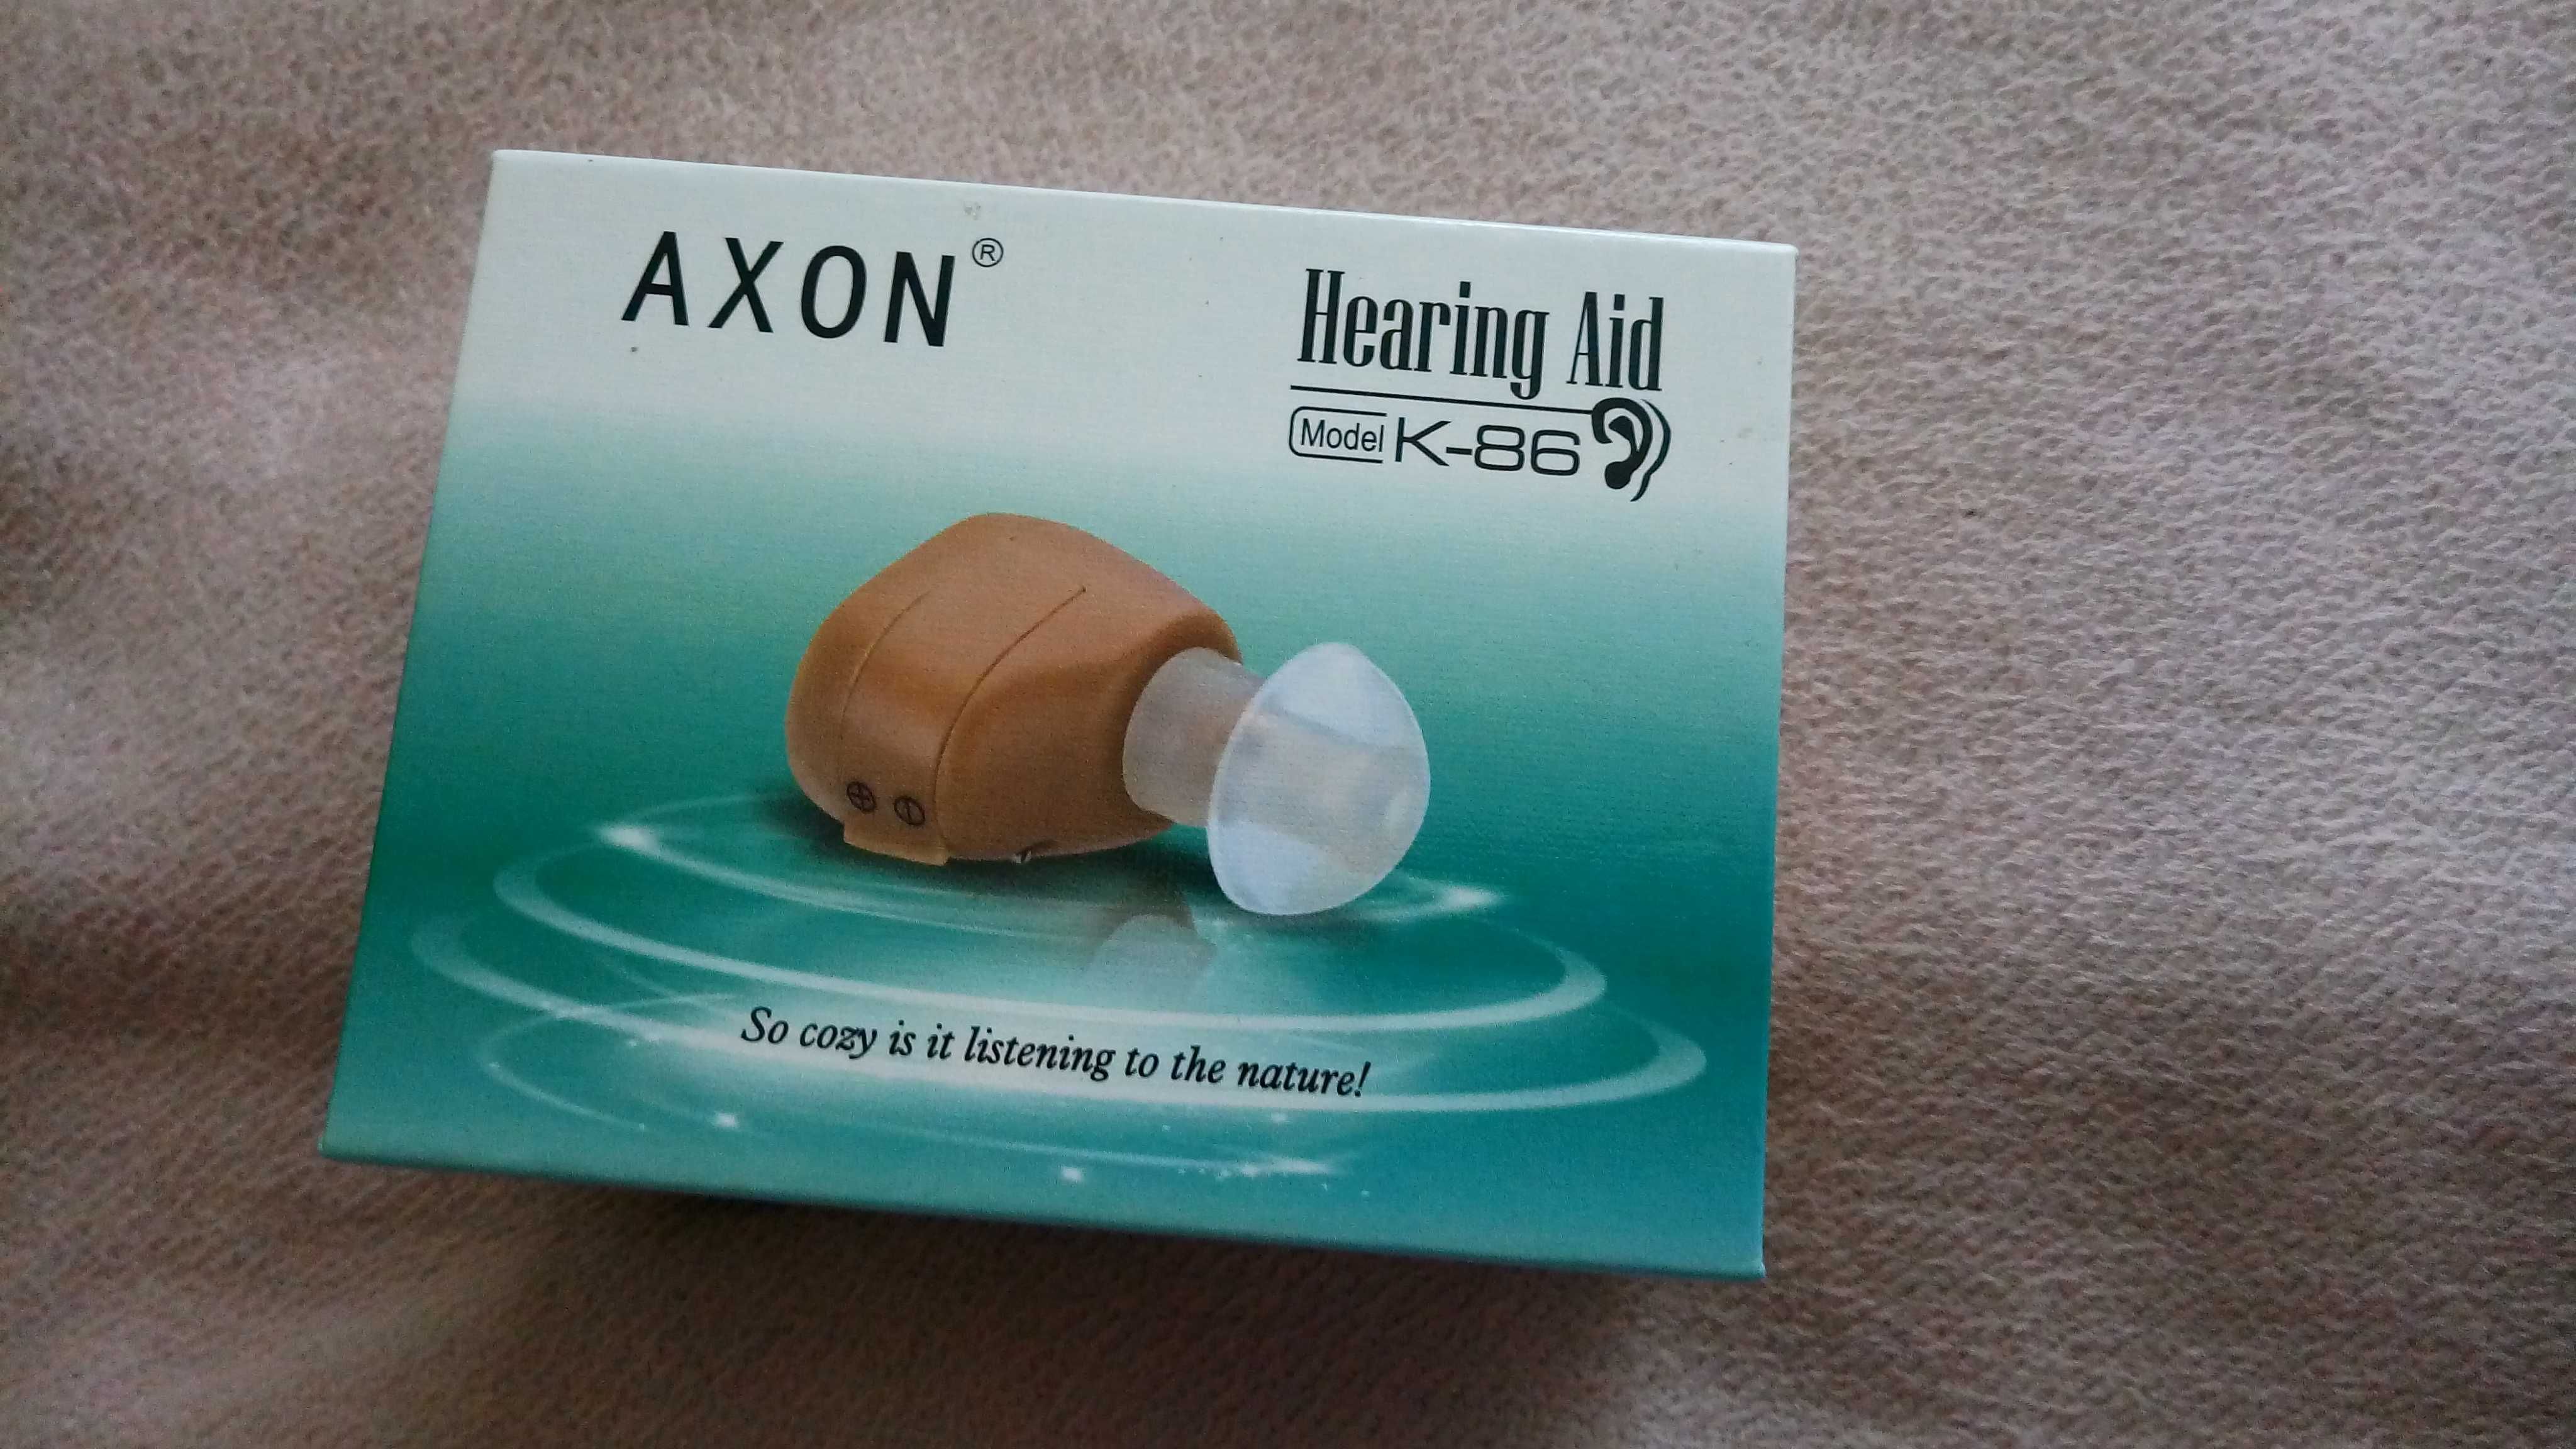 AXON®
Hearing Aid
Model K-86
So cozy is it listening to the nature!